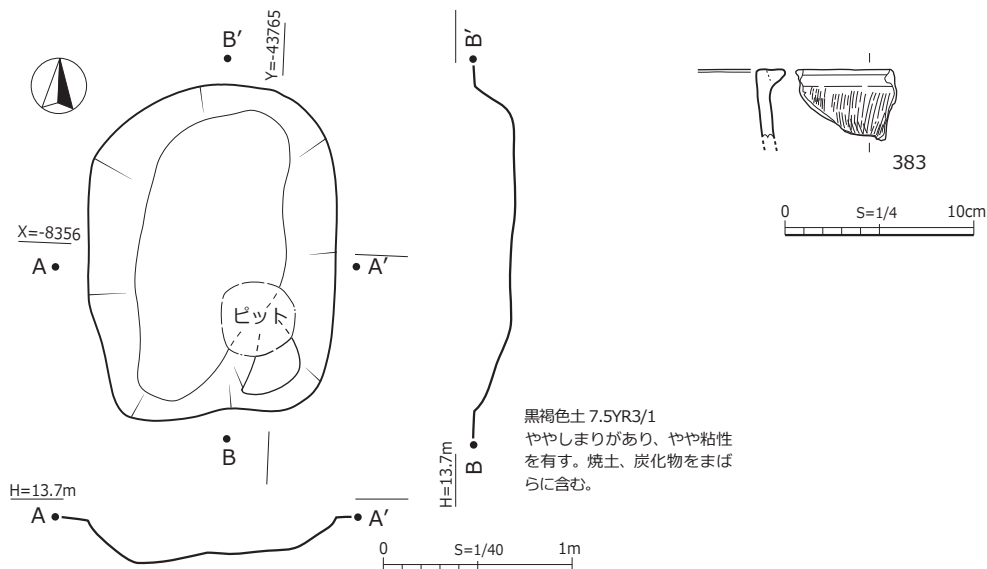 B′
Y=-43765
X=-8356
A
A′
ピット
B
H=13.7m
A
A′
B′
B
H=13.7m
黒褐色土 7.5YR3/1
ややしまりがあり、やや粘性
を有す。焼土、炭化物をまば
らに含む。
0 S=1/40 1m
383
0 S=1/4 10cm